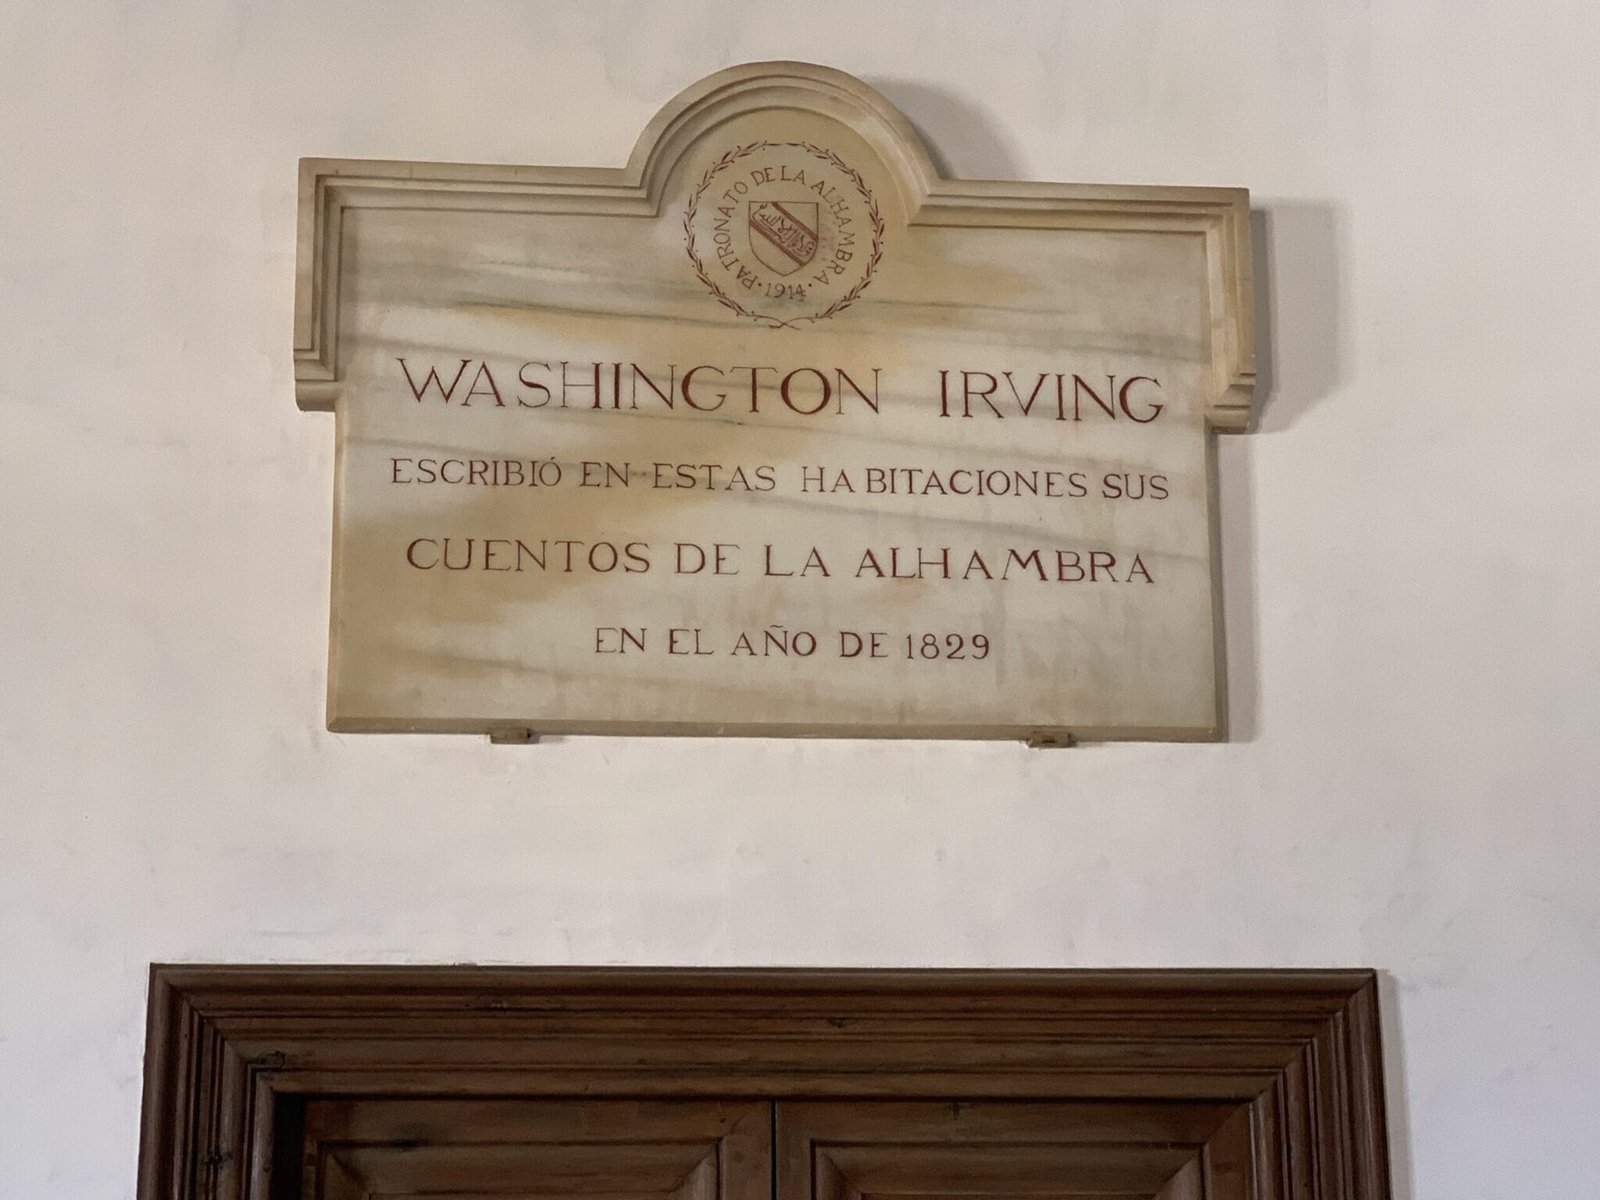 PATRONATO DE LA ALHAMBRA
· 1914 ·
WASHINGTON IRVING
ESCRIBIÓ EN ESTAS HABITACIONES SUS
CUENTOS DE LA ALHAMBRA
EN EL AÑO DE 1829